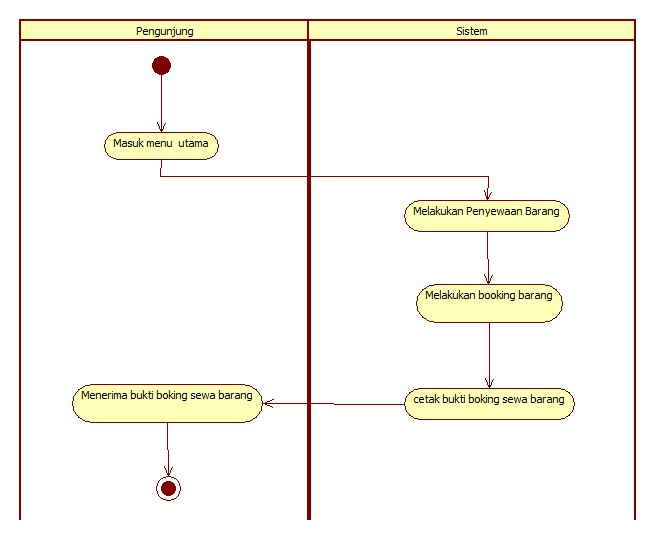 Pengunjung
Sistem
Masuk menu utama
Melakukan Penyewaan Barang
Melakukan booking barang
Menerima bukti boking sewa barang
cetak bukti boking sewa barang